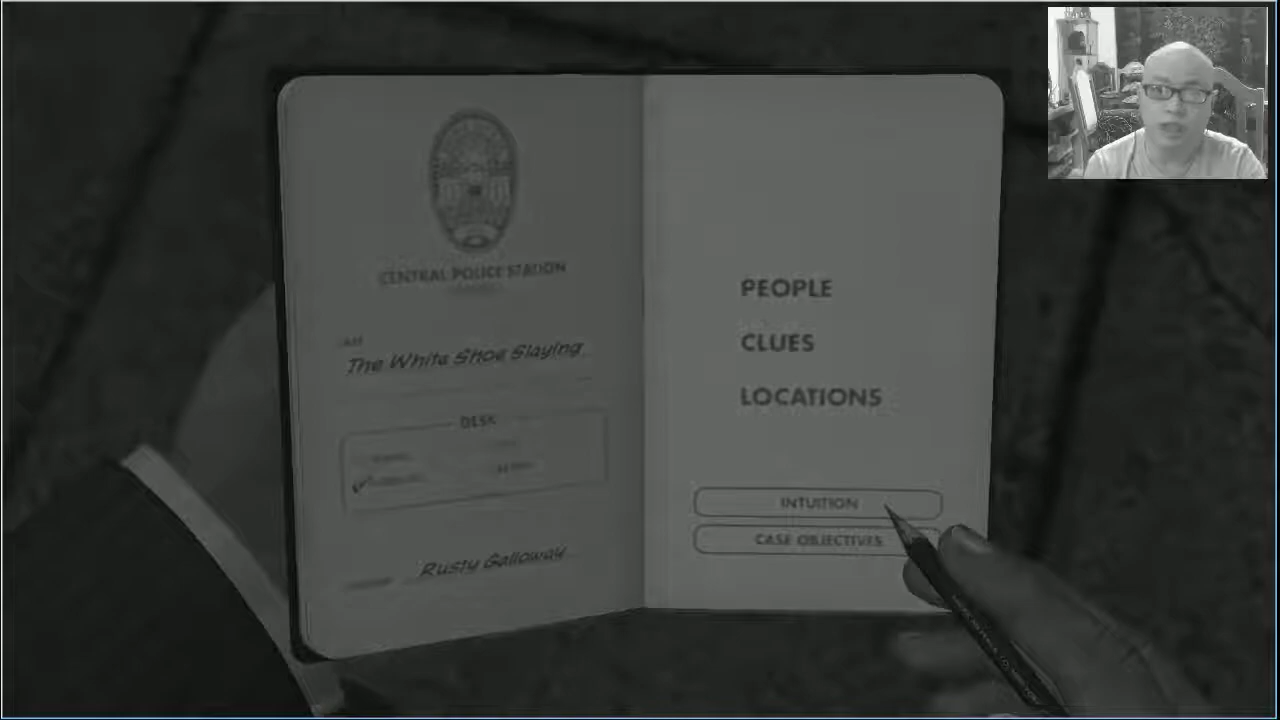 CENTRAL POLICE STATION
The White Shoe Slaying
DESK
Rusty Galloway
PEOPLE
CLUES
LOCATIONS
INTUITION
CASE OBJECTIVES